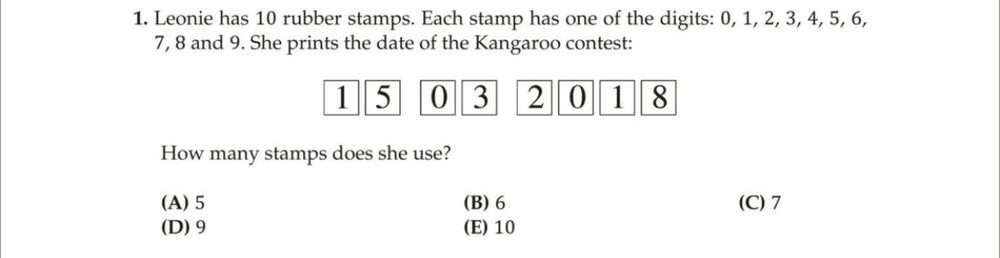 1. Leonie has 10 rubber stamps. Each stamp has one of the digits: 0, 1, 2, 3, 4, 5, 6,
7, 8 and 9. She prints the date of the Kangaroo contest:
1 5 0 3 2 0 1 8
How many stamps does she use?
(A) 5 (B) 6 (C) 7
(D) 9 (E) 10